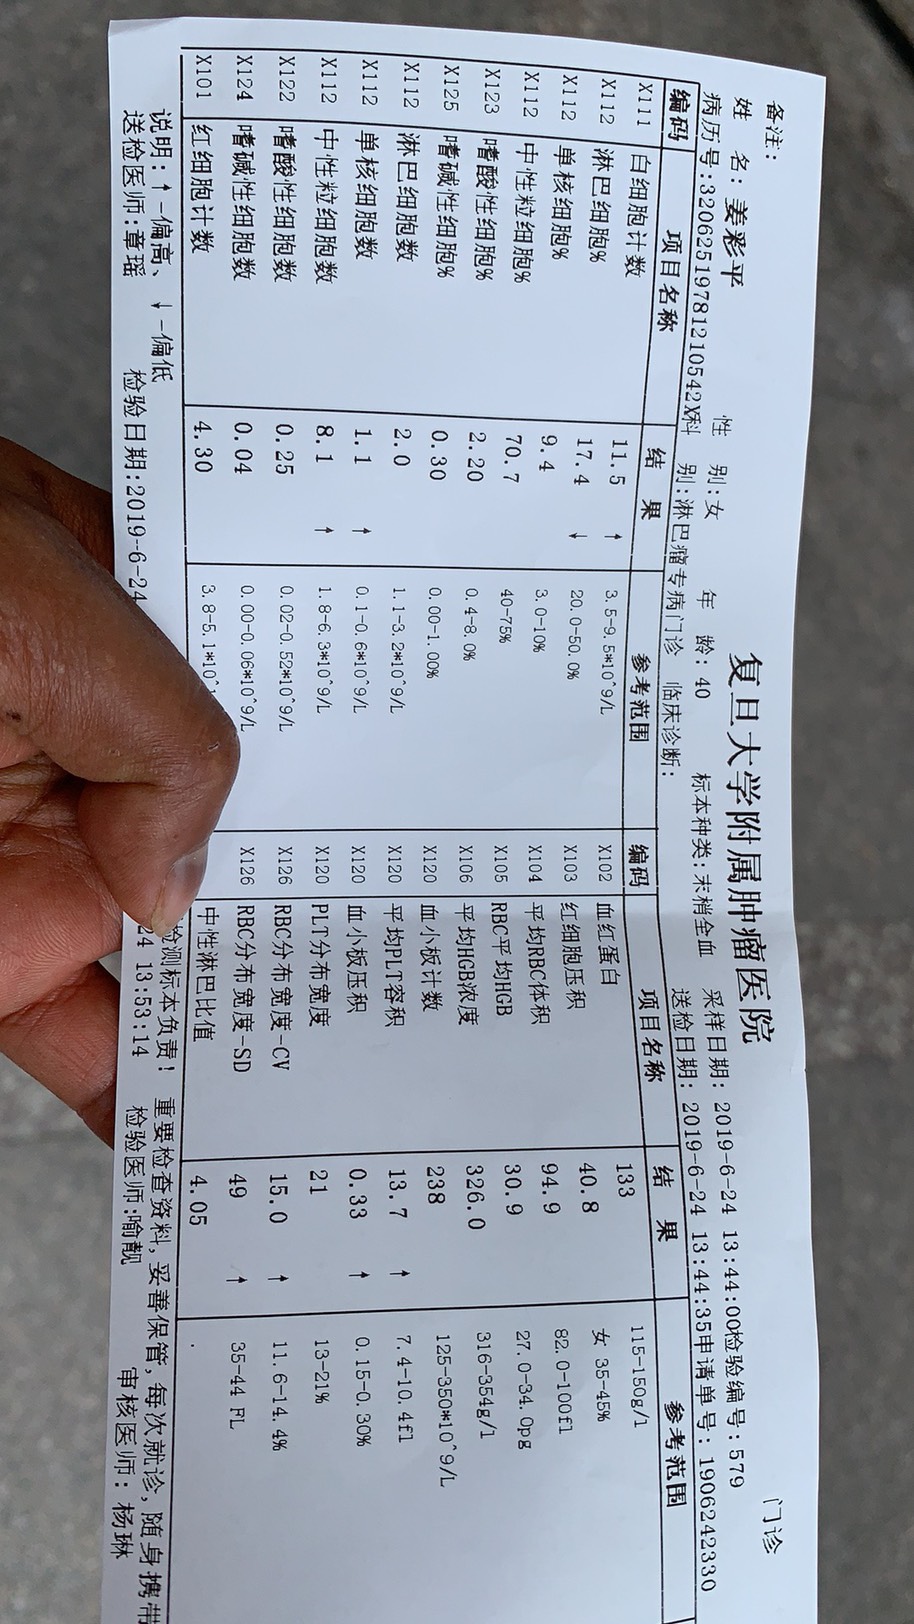 复旦大学附属肿瘤医院
门诊
备注:
姓 名:姜彩平 性 别:女 年 龄:40 标本种类:末梢全血 采样日期: 2019-6-24 13:44:00检验编号:579
病历号:32062519781210542X科 别:淋巴瘤专病门诊 临床诊断: 送检日期: 2019-6-24 13:44:35申请单号: 1906242330
编码 项目名称 结 果 参考范围 编码 项目名称 结 果 参考范围
X111 白细胞计数 11.5 ↑ 3.5-9.5*10^9/L X102 血红蛋白 133 115-150g/l
X112 淋巴细胞% 17.4 ↓ 20.0-50.0% X103 红细胞压积 40.8 女 35-45%
X112 单核细胞% 9.4 3.0-10% X104 平均RBC体积 94.9 82.0-100fl
X112 中性粒细胞% 70.7 40-75% X105 RBC平均HGB 30.9 27.0-34.0pg
X123 嗜酸性细胞% 2.20 0.4-8.0% X106 平均HGB浓度 326.0 316-354g/l
X125 嗜碱性细胞% 0.30 0.00-1.00% X120 血小板计数 238 125-350*10^9/L
X112 淋巴细胞数 2.0 1.1-3.2*10^9/L X120 平均PLT容积 13.7 ↑ 7.4-10.4fl
X112 单核细胞数 1.1 ↑ 0.1-0.6*10^9/L X120 血小板压积 0.33 ↑ 0.15-0.30%
X112 中性粒细胞数 8.1 ↑ 1.8-6.3*10^9/L X120 PLT分布宽度 21 13-21%
X122 嗜酸性细胞数 0.25 0.02-0.52*10^9/L X126 RBC分布宽度-CV 15.0 ↑ 11.6-14.4%
X124 嗜碱性细胞数 0.04 0.00-0.06*10^9/L X126 RBC分布宽度-SD 49 ↑ 35-44 FL
X101 红细胞计数 4.30 3.8-5.1*10^ 中性淋巴比值 4.05 .
说明:↑-偏高、 ↓-偏低 检测标本负责! 重要检查资料,妥善保管,每次就诊,随身携带
送检医师:章瑶 检验日期:2019-6-24 24 13:53:14 检验医师:喻靓 审核医师: 杨琳